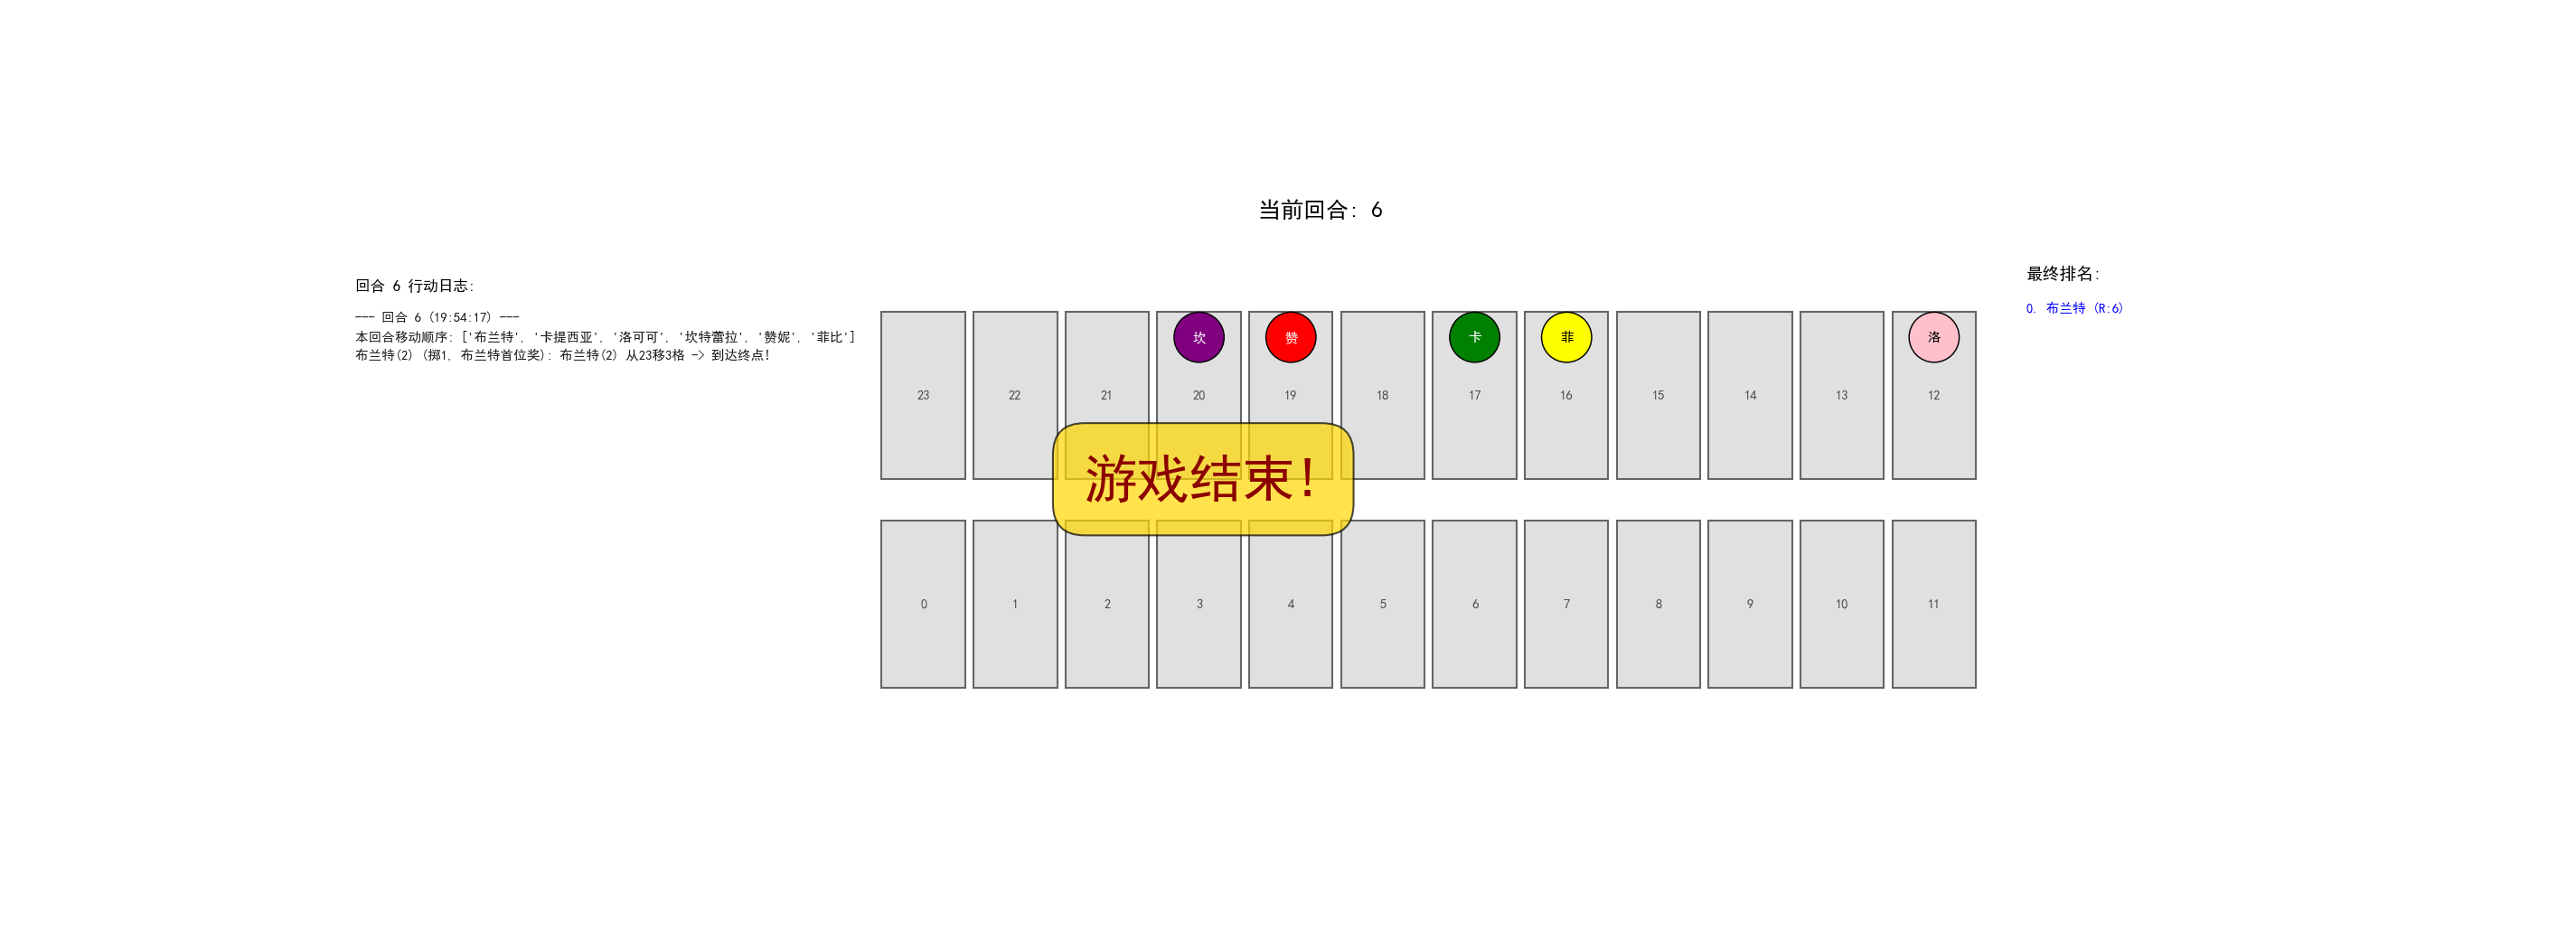 当前回合: 6
回合 6 行动日志:
--- 回合 6 (19:54:17) ---
本回合移动顺序: ['布兰特', '卡提西亚', '洛可可', '坎特蕾拉', '赞妮', '菲比']
布兰特(2) (掷1, 布兰特首位奖): 布兰特(2) 从23移3格 -> 到达终点!
坎 赞 卡 菲 洛
23 22 21 20 19 18 17 16 15 14 13 12
游戏结束!
0 1 2 3 4 5 6 7 8 9 10 11
最终排名:
0. 布兰特 (R:6)